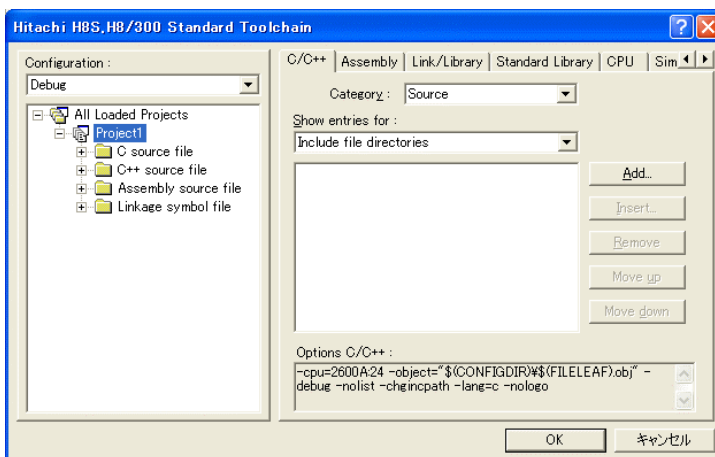 Hitachi H8S,H8/300 Standard Toolchain
Configuration :
Debug
All Loaded Projects
Project1
C source file
C++ source file
Assembly source file
Linkage symbol file
C/C++ Assembly Link/Library Standard Library CPU Sim
Category : Source
Show entries for :
Include file directories
Add...
Insert...
Remove
Move up
Move down
Options C/C++ :
-cpu=2600A:24 -object="$(CONFIGDIR)¥$(FILELEAF).obj" -
debug -nolist -chgincpath -lang=c -nologo
OK キャンセル